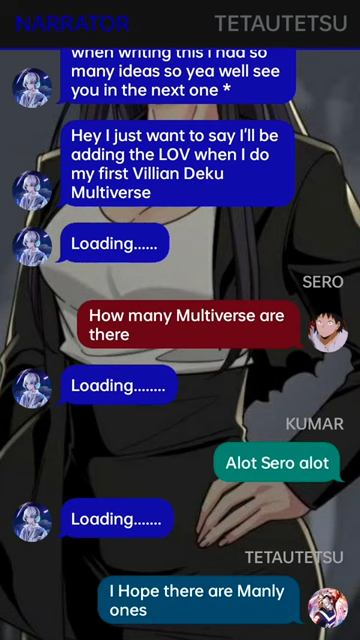 NARRATOR TETAUTETSU
when writing this I had so
many ideas so yea well see
you in the next one *
Hey I just want to say I'll be
adding the LOV when I do
my first Villian Deku
Multiverse
Loading......
SERO
How many Multiverse are
there
Loading........
KUMAR
Alot Sero alot
Loading.......
TETAUTETSU
I Hope there are Manly
ones